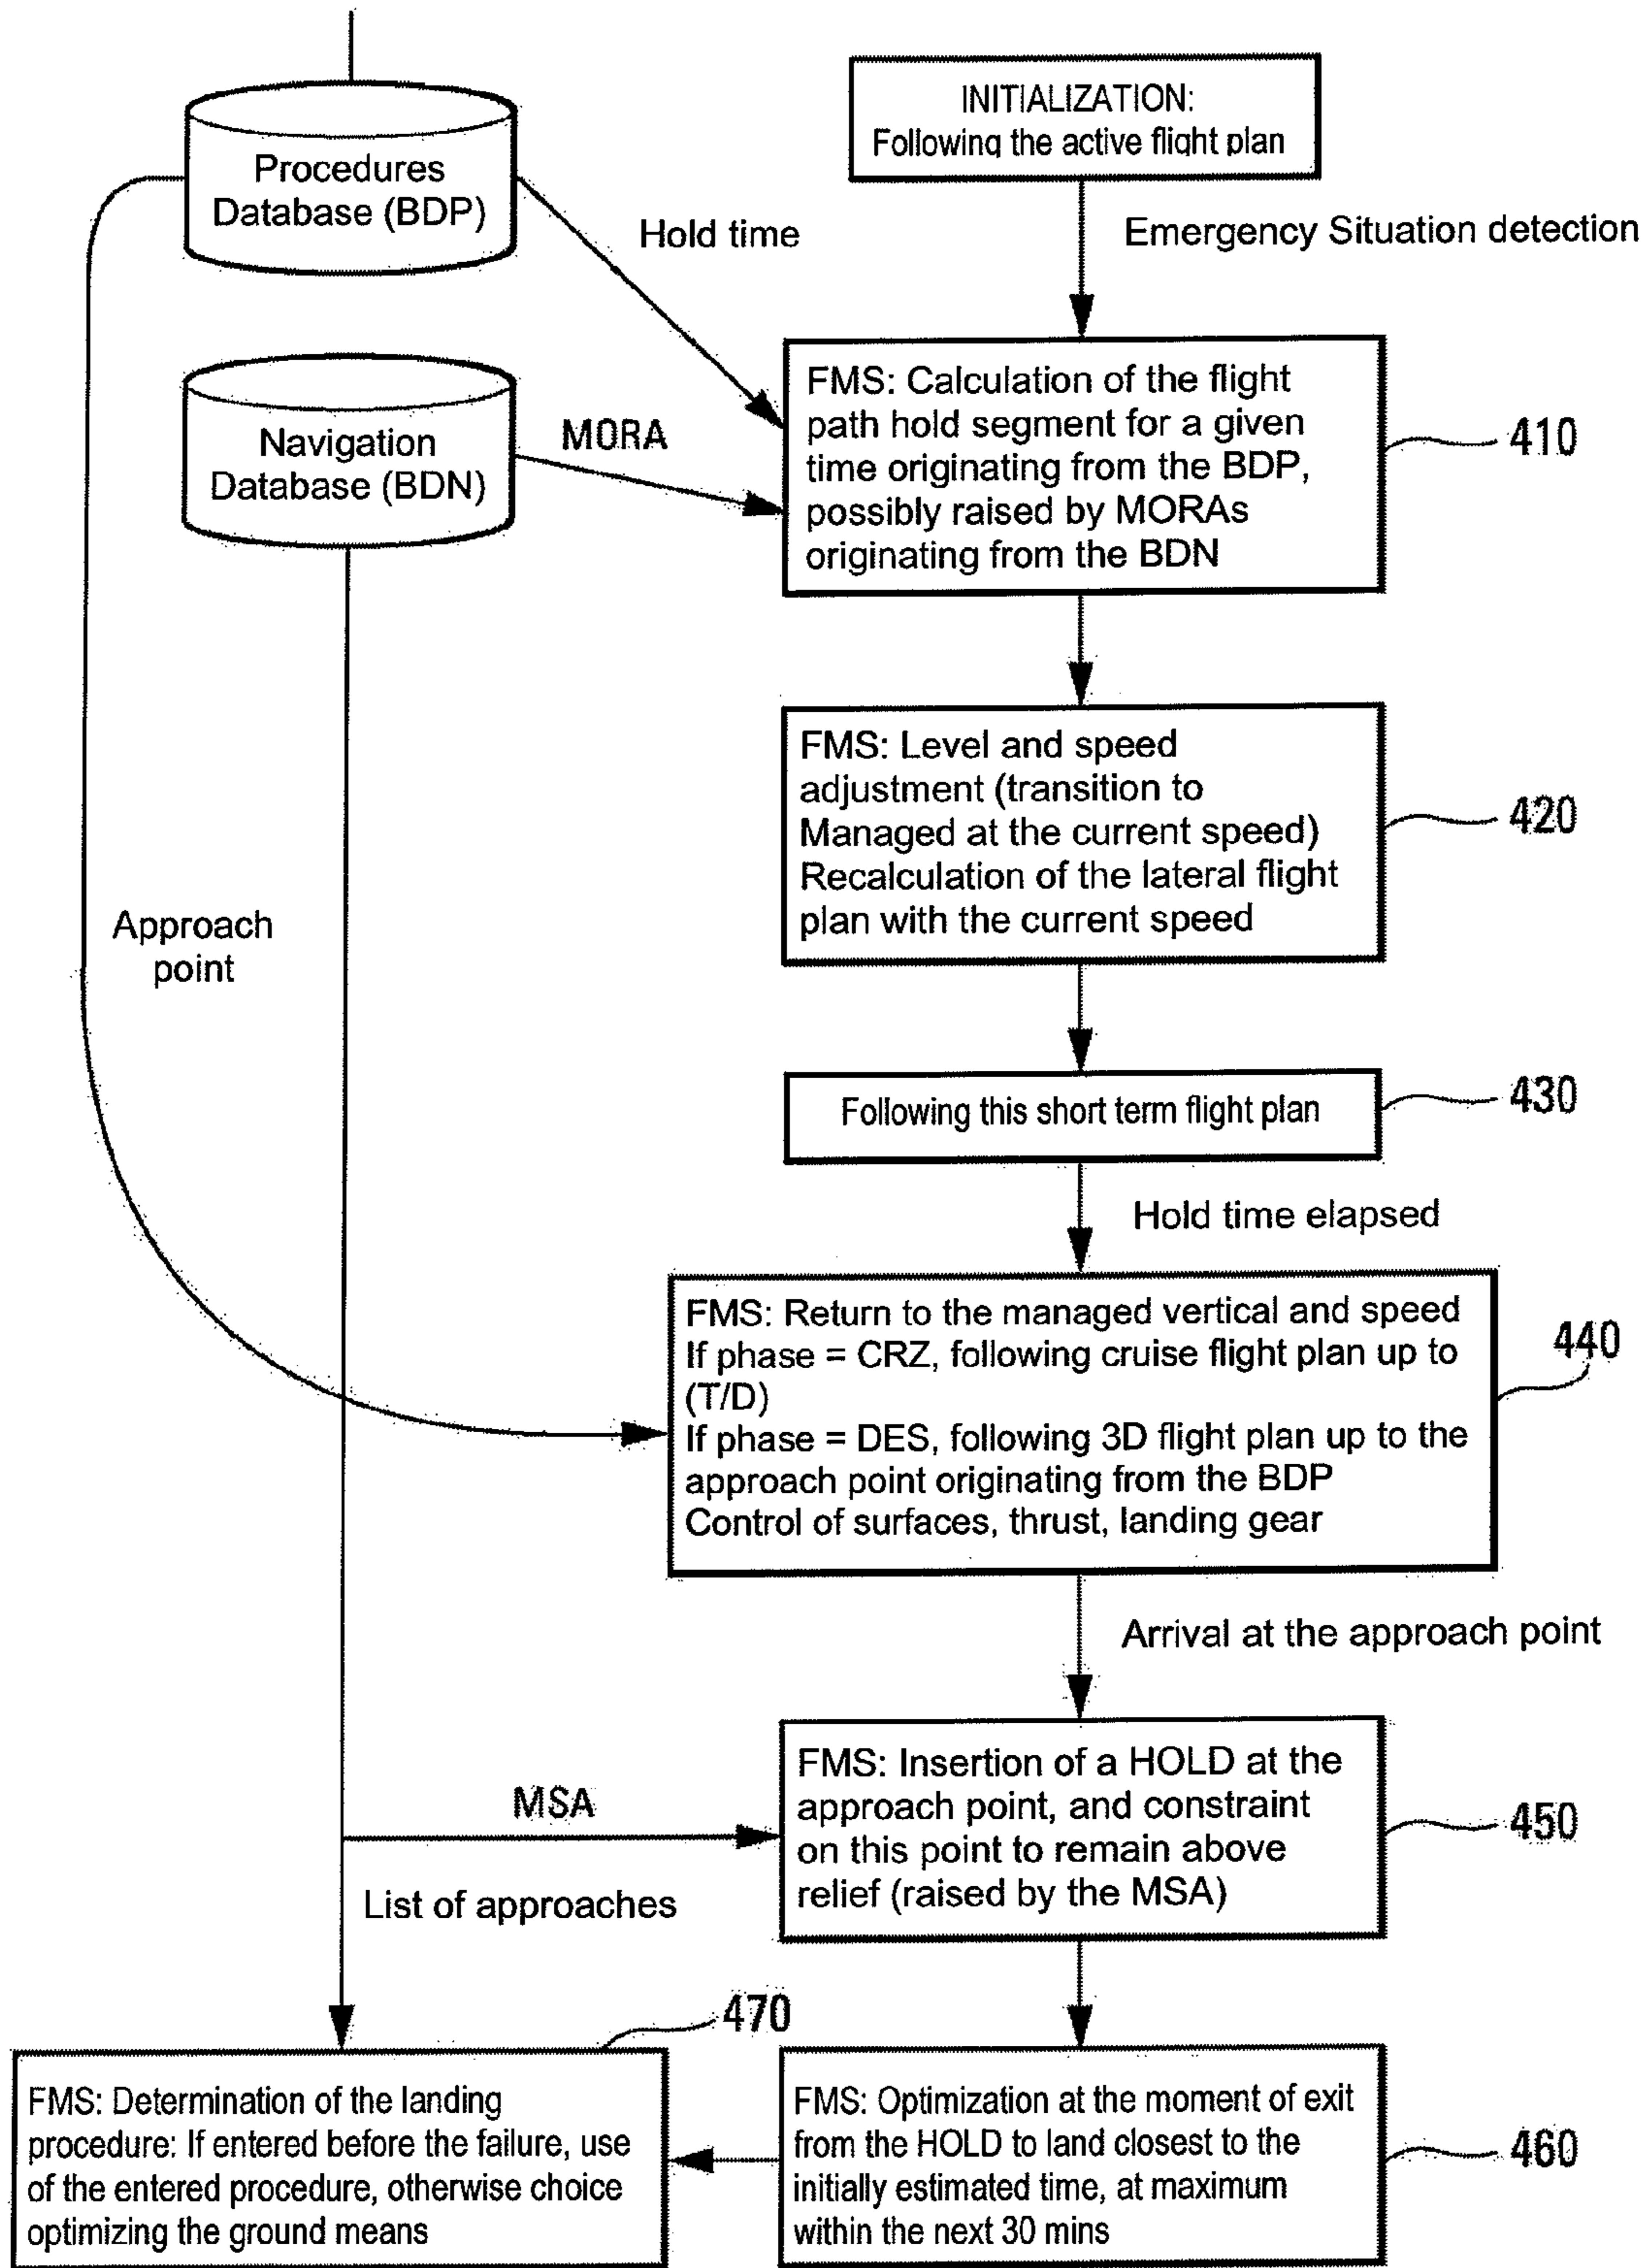 INITIALIZATION:
Following the active flight plan
Procedures
Database (BDP)
Hold time
Emergency Situation detection
Navigation
Database (BDN)
MORA
FMS: Calculation of the flight
path hold segment for a given
time originating from the BDP,
possibly raised by MORAs
originating from the BDN
410
FMS: Level and speed
adjustment (transition to
Managed at the current speed)
Recalculation of the lateral flight
plan with the current speed
420
Approach
point
Following this short term flight plan
430
Hold time elapsed
FMS: Return to the managed vertical and speed
If phase = CRZ, following cruise flight plan up to
(T/D)
If phase = DES, following 3D flight plan up to the
approach point originating from the BDP
Control of surfaces, thrust, landing gear
440
Arrival at the approach point
MSA
List of approaches
FMS: Insertion of a HOLD at the
approach point, and constraint
on this point to remain above
relief (raised by the MSA)
450
470
FMS: Determination of the landing
procedure: If entered before the failure, use
of the entered procedure, otherwise choice
optimizing the ground means
FMS: Optimization at the moment of exit
from the HOLD to land closest to the
initially estimated time, at maximum
within the next 30 mins
460